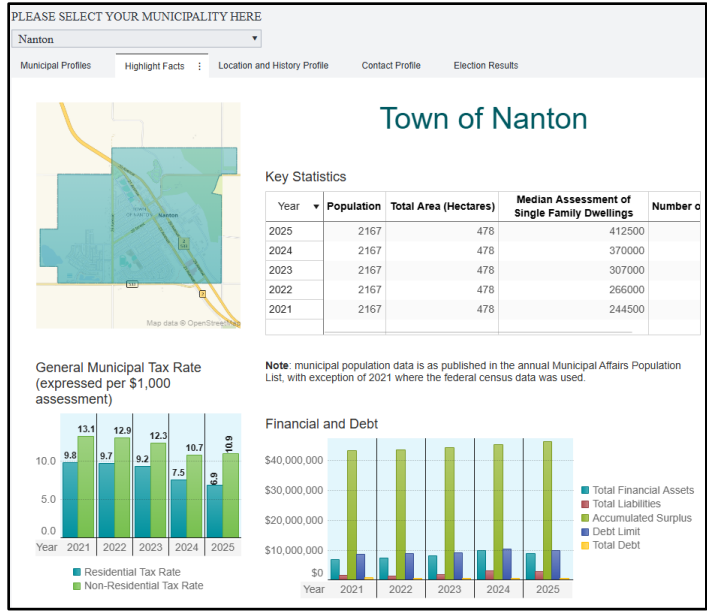 PLEASE SELECT YOUR MUNICIPALITY HERE
Nanton
Municipal Profiles Highlight Facts Location and History Profile Contact Profile Election Results
Town of Nanton
TOWN
OF NANTON Nanton
2
533
2
Map data © OpenStreetMap
Key Statistics
Year Population Total Area (Hectares) Median Assessment of Single Family Dwellings Number o
2025 2167 478 412500
2024 2167 478 370000
2023 2167 478 307000
2022 2167 478 266000
2021 2167 478 244500
Note: municipal population data is as published in the annual Municipal Affairs Population
List, with exception of 2021 where the federal census data was used.
General Municipal Tax Rate
(expressed per $1,000
assessment)
13.1 12.9 12.3 10.7 10.9
9.8 9.7 9.2 7.5 6.9
10.0
5.0
0.0
Year 2021 2022 2023 2024 2025
Residential Tax Rate
Non-Residential Tax Rate
Financial and Debt
$40,000,000
$30,000,000
$20,000,000
$10,000,000
$0
Year 2021 2022 2023 2024 2025
Total Financial Assets
Total Liabilities
Accumulated Surplus
Debt Limit
Total Debt